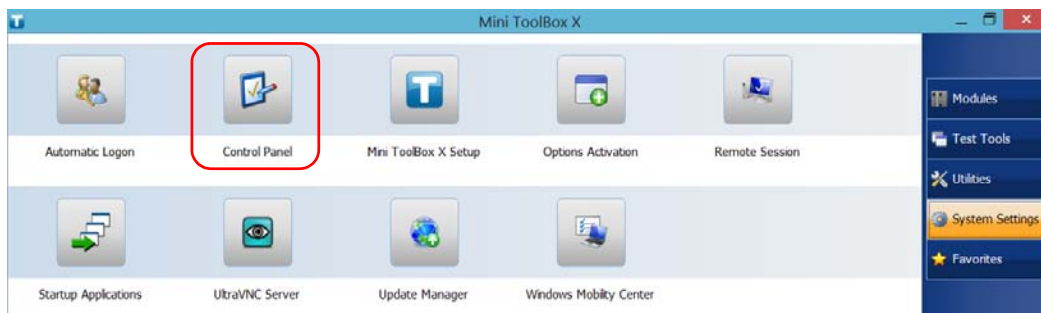 Mini ToolBox X
Automatic Logon
Control Panel
Mini ToolBox X Setup
Options Activation
Remote Session
Startup Applications
UltraVNC Server
Update Manager
Windows Mobility Center
Modules
Test Tools
Utilities
System Settings
Favorites